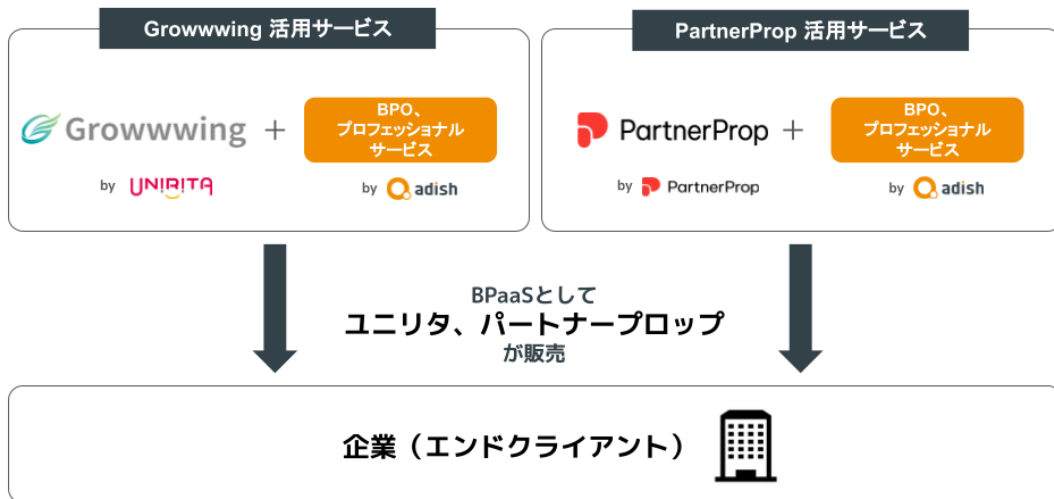 Growwwing 活用サービス
Growwwing
+
BPO、
プロフェッショナル
サービス
by UNIRITA
by adish
PartnerProp 活用サービス
PartnerProp
+
BPO、
プロフェッショナル
サービス
by PartnerProp
by adish
BPaaSとして
ユニリタ、パートナープロップ
が販売
企業（エンドクライアント）